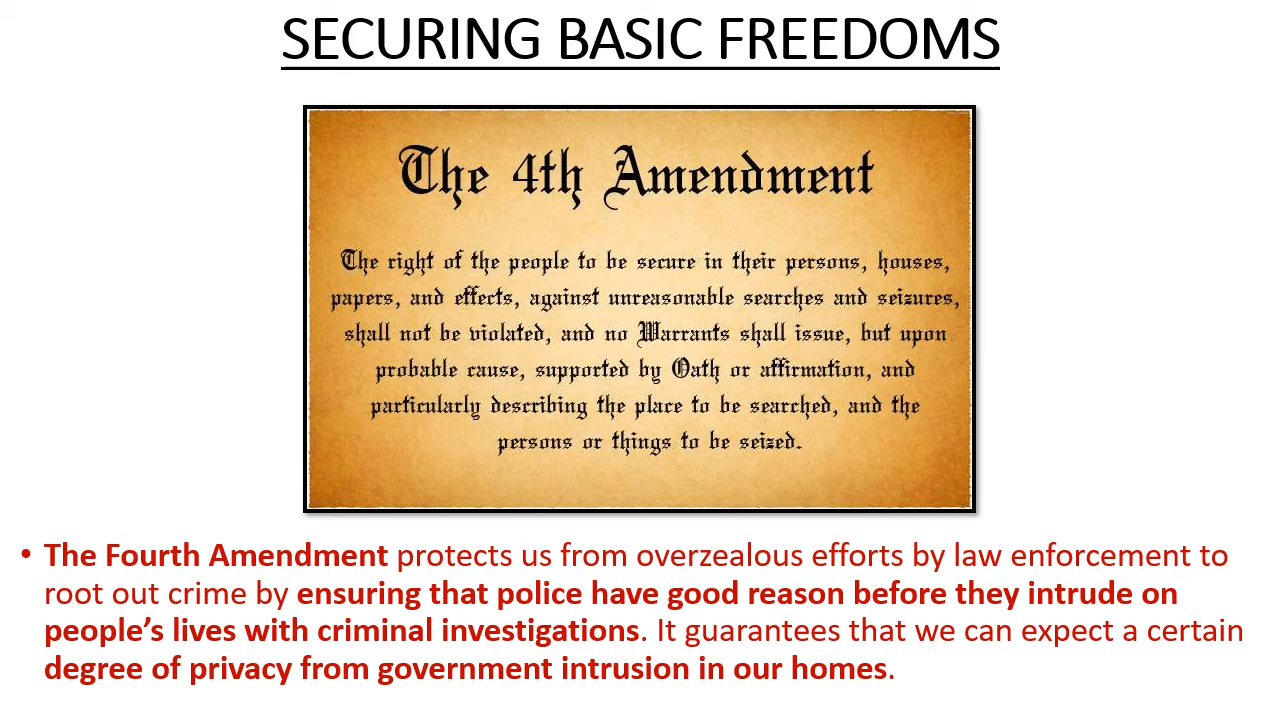 SECURING BASIC FREEDOMS
The 4th Amendment
The right of the people to be secure in their persons, houses,
papers, and effects, against unreasonable searches and seizures,
shall not be violated, and no Warrants shall issue, but upon
probable cause, supported by Oath or affirmation, and
particularly describing the place to be searched, and the
persons or things to be seized.
• The Fourth Amendment protects us from overzealous efforts by law enforcement to
root out crime by ensuring that police have good reason before they intrude on
people’s lives with criminal investigations. It guarantees that we can expect a certain
degree of privacy from government intrusion in our homes.